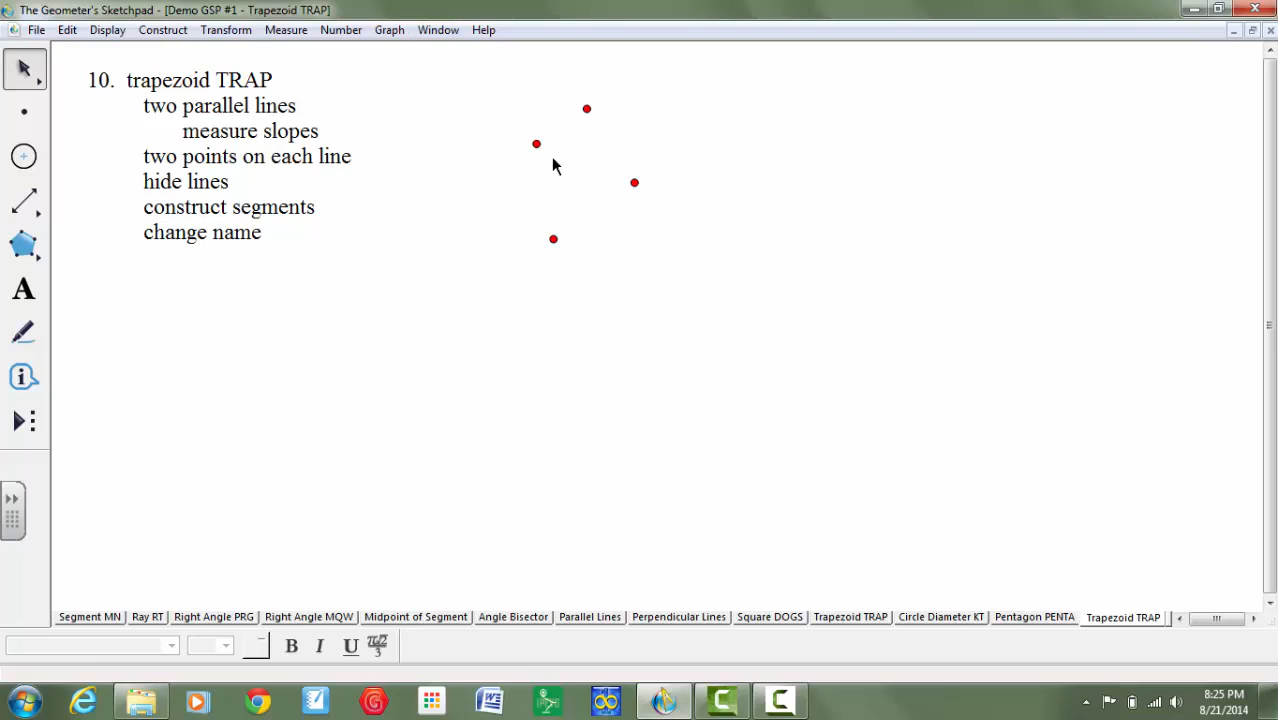 The Geometer's Sketchpad - [Demo GSP #1 - Trapezoid TRAP]
File Edit Display Construct Transform Measure Number Graph Window Help
10. trapezoid TRAP
two parallel lines
measure slopes
two points on each line
hide lines
construct segments
change name
A
Segment MN Ray RT Right Angle PRG Right Angle MQW Midpoint of Segment Angle Bisector Parallel Lines Perpendicular Lines Square DOGS Trapezoid TRAP Circle Diameter KT Pentagon PENTA Trapezoid TRAP
B I U
8:25 PM
8/21/2014